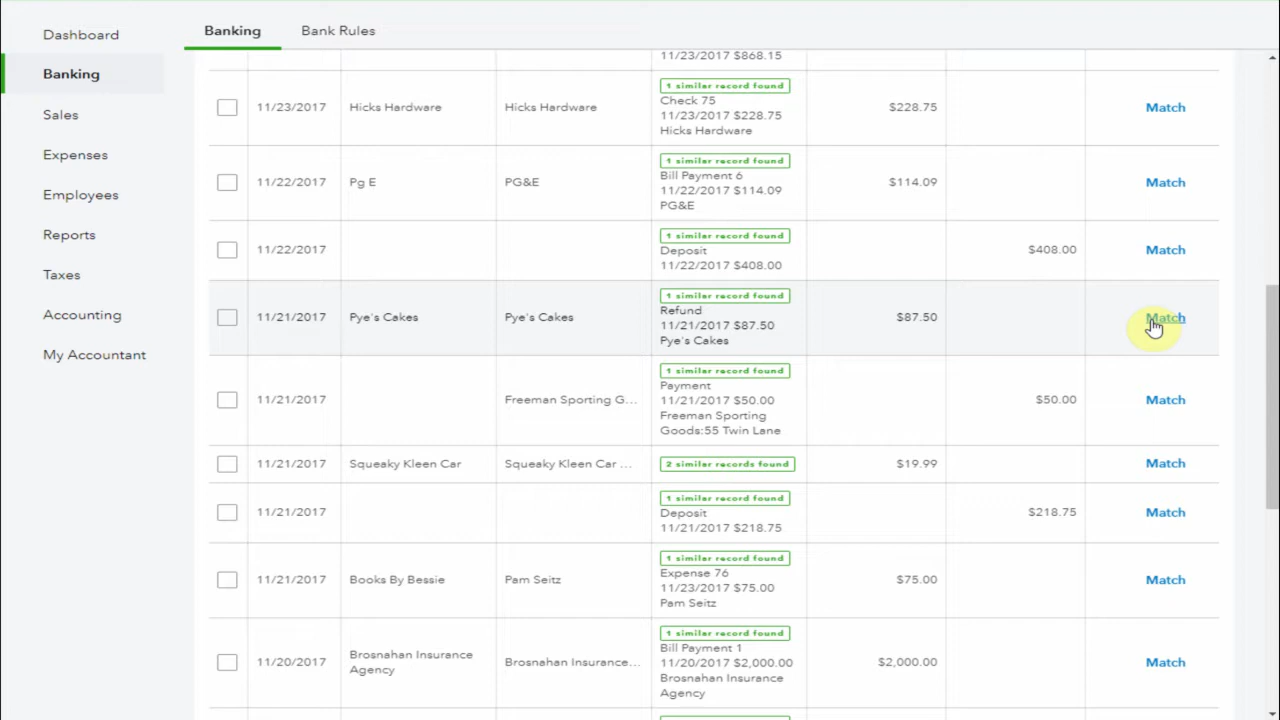 Dashboard
Banking
Sales
Expenses
Employees
Reports
Taxes
Accounting
My Accountant
Banking
Bank Rules
11/23/2017 $868.15
11/23/2017
Hicks Hardware
Hicks Hardware
1 similar record found
Check 75
11/23/2017 $228.75
Hicks Hardware
$228.75
Match
11/22/2017
Pg E
PG&E
1 similar record found
Bill Payment 6
11/22/2017 $114.09
PG&E
$114.09
Match
11/22/2017
1 similar record found
Deposit
11/22/2017 $408.00
$408.00
Match
11/21/2017
Pye's Cakes
Pye's Cakes
1 similar record found
Refund
11/21/2017 $87.50
Pye's Cakes
$87.50
Match
11/21/2017
Freeman Sporting G...
1 similar record found
Payment
11/21/2017 $50.00
Freeman Sporting
Goods:55 Twin Lane
$50.00
Match
11/21/2017
Squeaky Kleen Car
Squeaky Kleen Car ...
2 similar records found
$19.99
Match
11/21/2017
1 similar record found
Deposit
11/21/2017 $218.75
$218.75
Match
11/21/2017
Books By Bessie
Pam Seitz
1 similar record found
Expense 76
11/23/2017 $75.00
Pam Seitz
$75.00
Match
11/20/2017
Brosnahan Insurance
Agency
Brosnahan Insurance...
1 similar record found
Bill Payment 1
11/20/2017 $2,000.00
Brosnahan Insurance
Agency
$2,000.00
Match